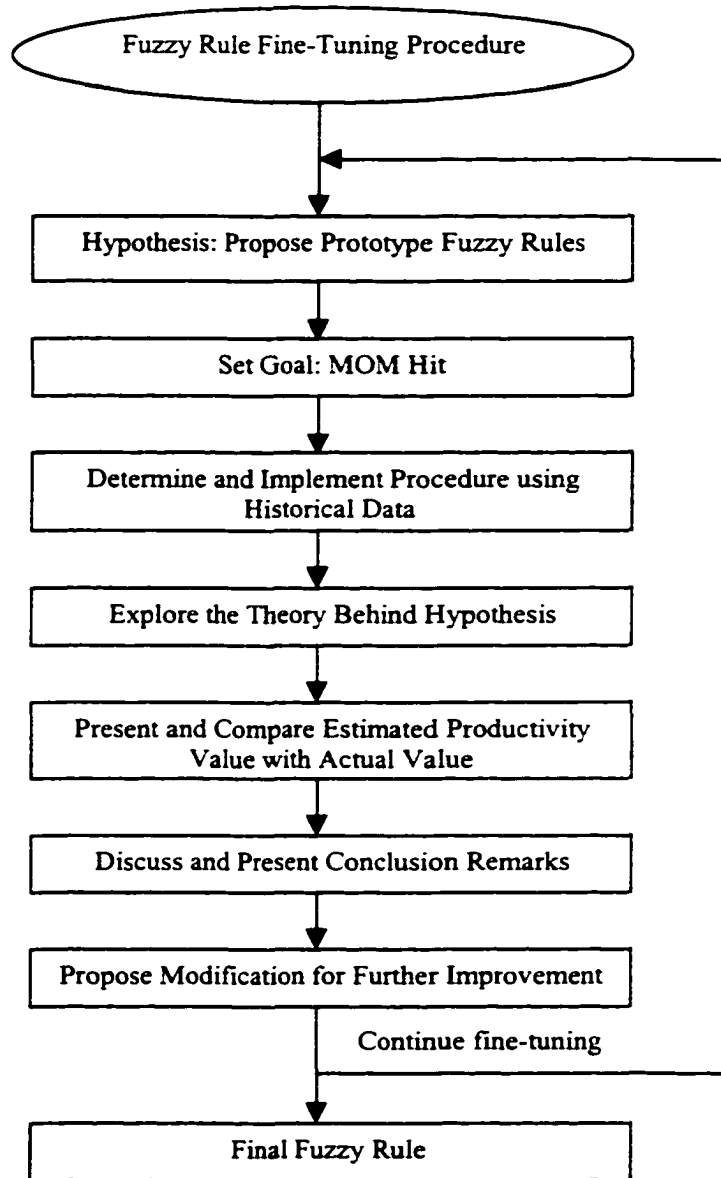 Fuzzy Rule Fine-Tuning Procedure
Hypothesis: Propose Prototype Fuzzy Rules
Set Goal: MOM Hit
Determine and Implement Procedure using
Historical Data
Explore the Theory Behind Hypothesis
Present and Compare Estimated Productivity
Value with Actual Value
Discuss and Present Conclusion Remarks
Propose Modification for Further Improvement
Continue fine-tuning
Final Fuzzy Rule